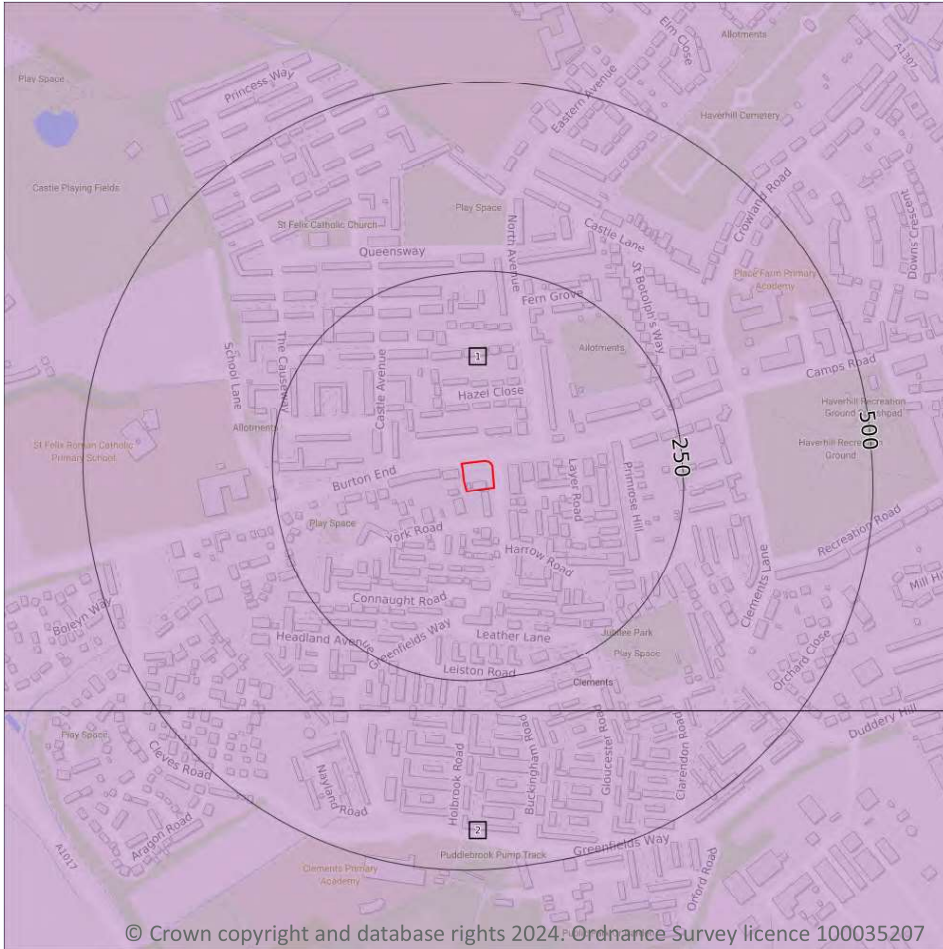 Elm Close
Allotments
A1307
Play Space
Princess Way
Eastern Avenue
Haverhill Cemetery
Castle Playing Fields
Play Space
St Felix Catholic Church
Queensway
North Avenue
Castle Lane
Crowland Road
Downs Crescent
St Botolph's Way
Place Farm Primary
Academy
Fern Grove
School Lane
The Causeway
Castle Avenue
1
Allotments
Camps Road
Hazel Close
Haverhill Recreation
Ground
Allotments
St Felix Roman Catholic
Primary School
250
500
Haverhill Recreation
Ground
Burton End
Layer Road
Primrose Hill
Play Space
York Road
Harrow Road
Recreation Road
Clements Lane
Mill
Boleyn Way
Connaught Road
Headland Avenue
Greenfields Way
Leather Lane
Jubilee Park
Play Space
Orchard Close
Leiston Road
Clements
Duddery Hill
Play Space
Cleves Road
Nayland Road
Holbrook Road
Buckingham Road
Gloucester Road
Clarendon Road
Aragon Road
A1017
2
Puddlebrook Pump Track
Greenfields Way
Clements Primary
Academy
Orford Road
© Crown copyright and database rights 2024. Ordnance Survey licence 100035207